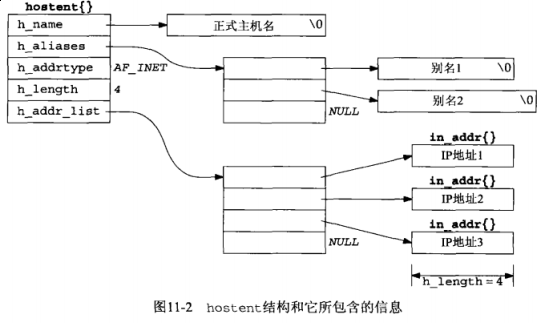 hostent{}
h_name
正式主机名 \0
h_aliases
h_addrtype AF_INET
别名1 \0
h_length 4
别名2 \0
h_addr_list
NULL
in_addr{}
IP地址1
in_addr{}
IP地址2
in_addr{}
NULL
IP地址3
h_length=4
图11-2 hostent结构和它所包含的信息